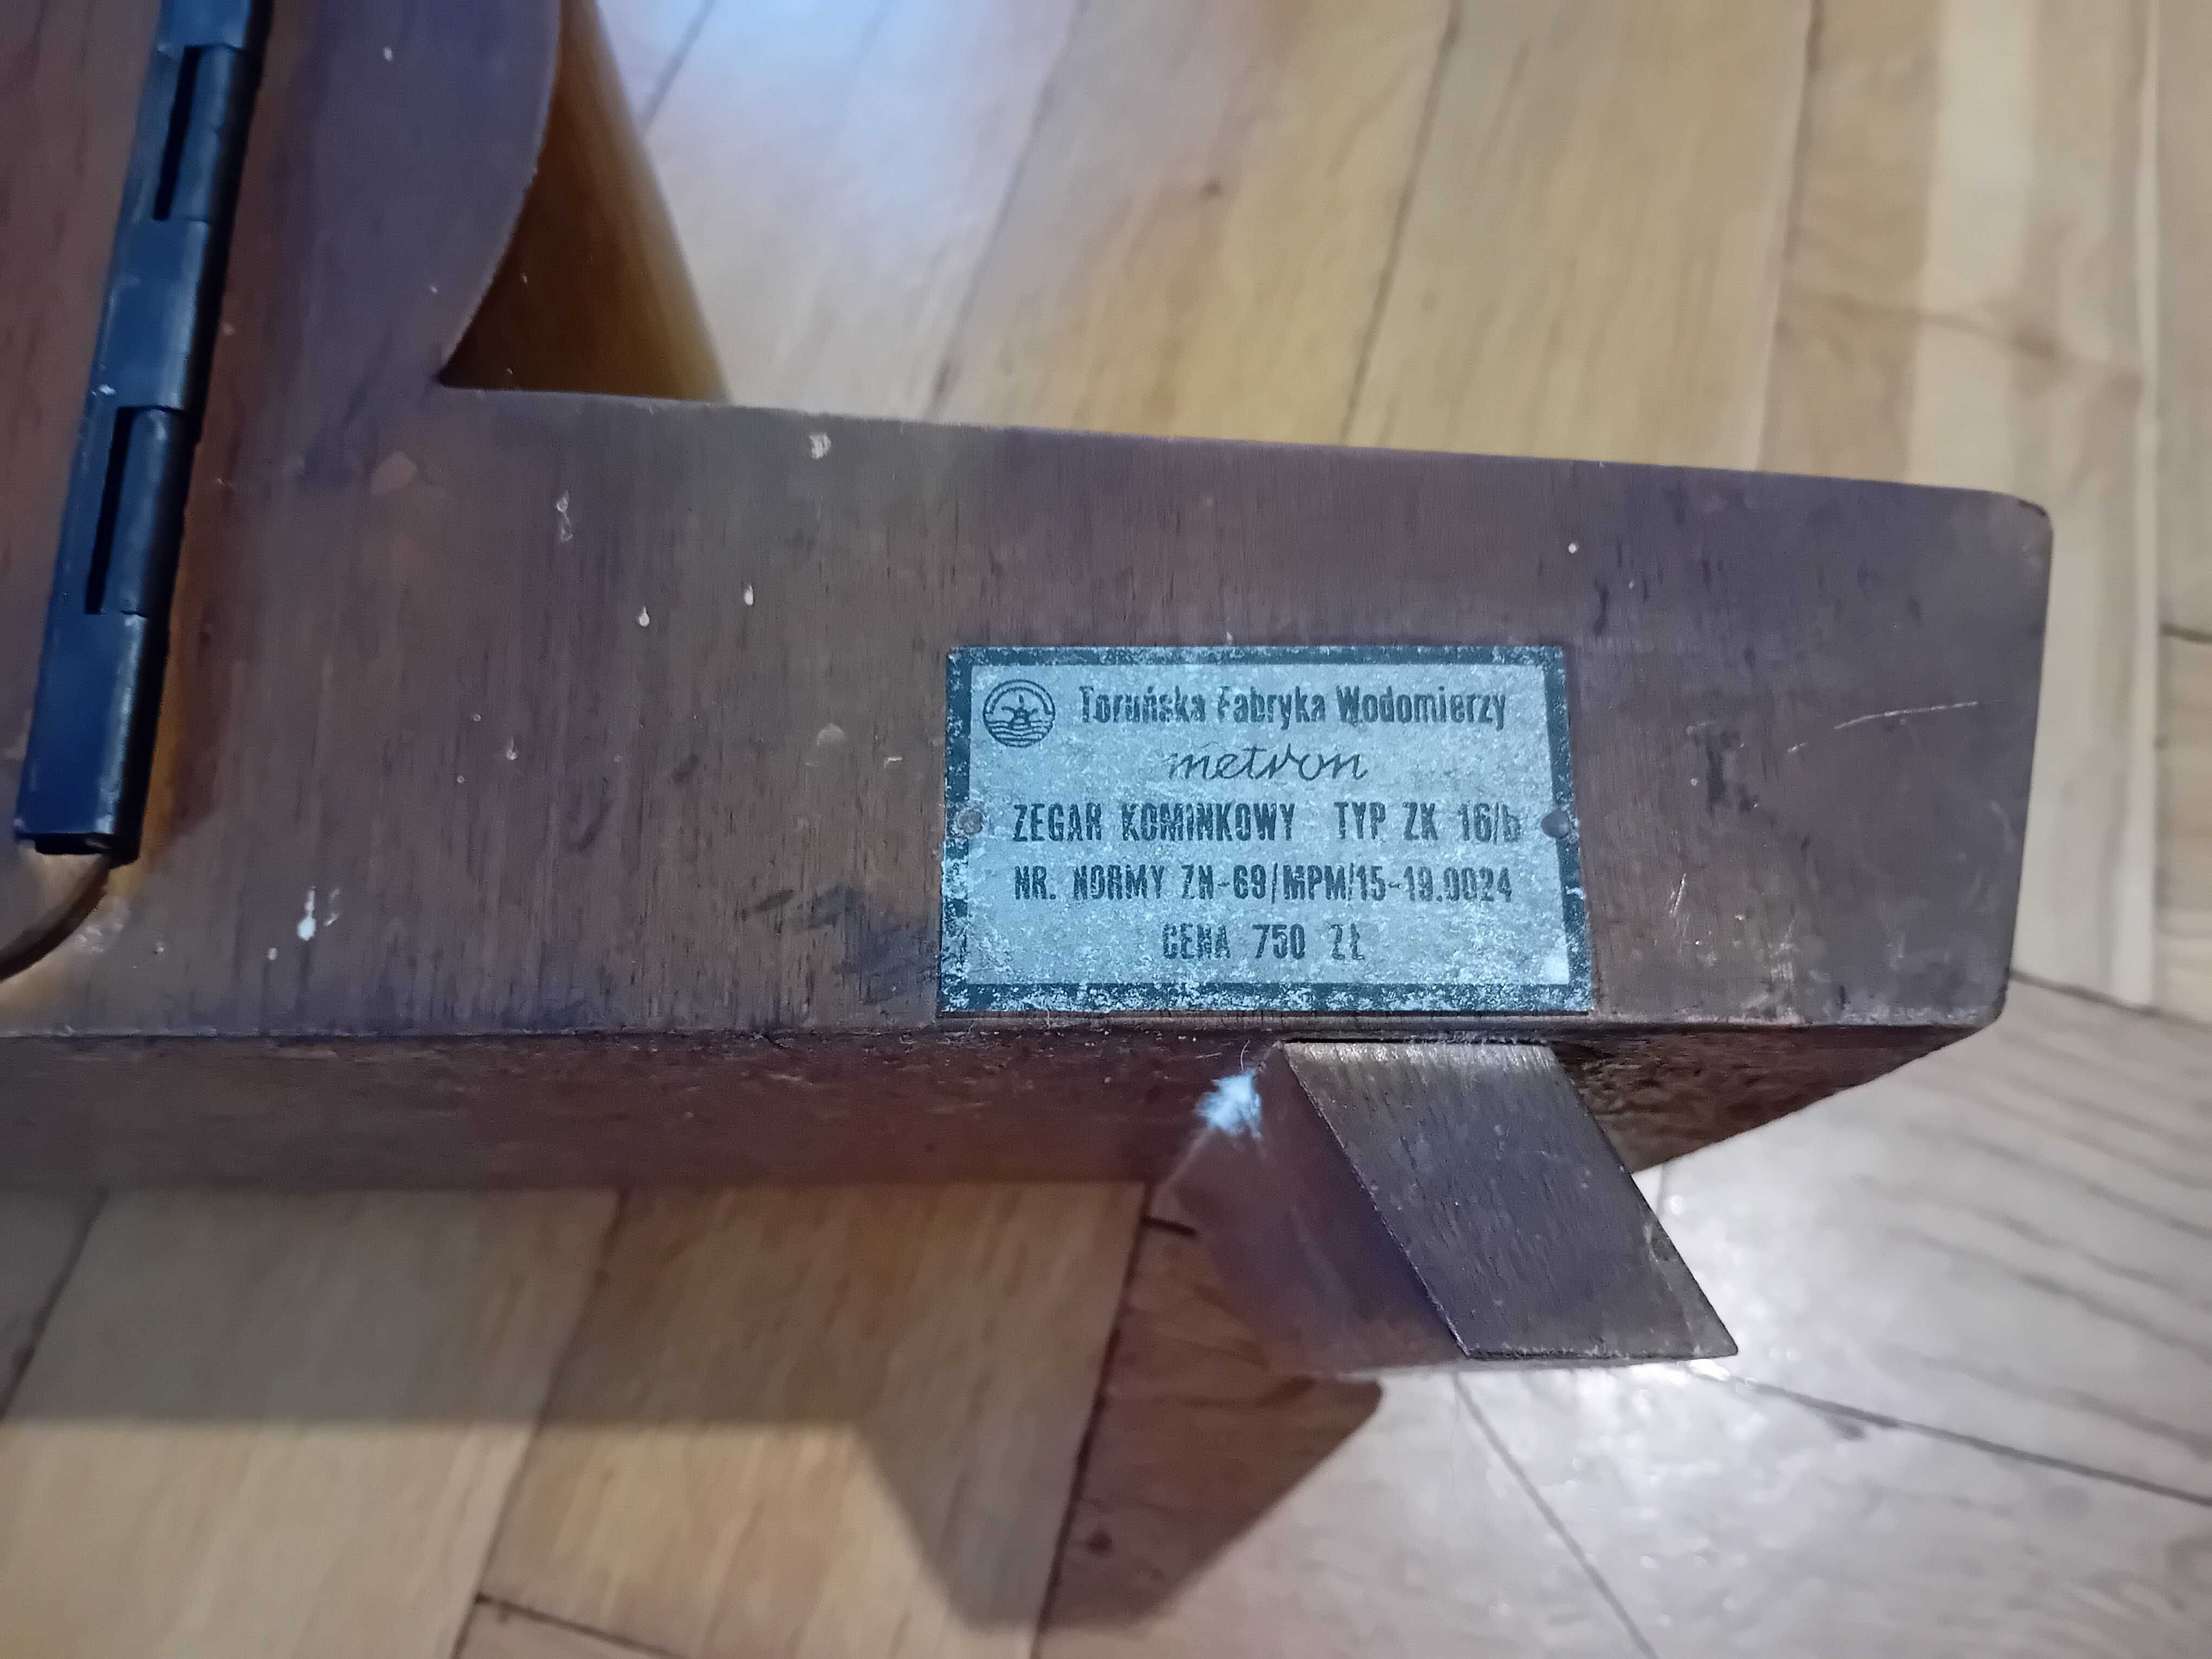 Toruńska Fabryka Wodomierzy
metron
ZEGAR KOMINKOWY TYP ZK 16/b
NR. NORMY ZN-69/MPM/15-19.0024
CENA 750 ZŁ